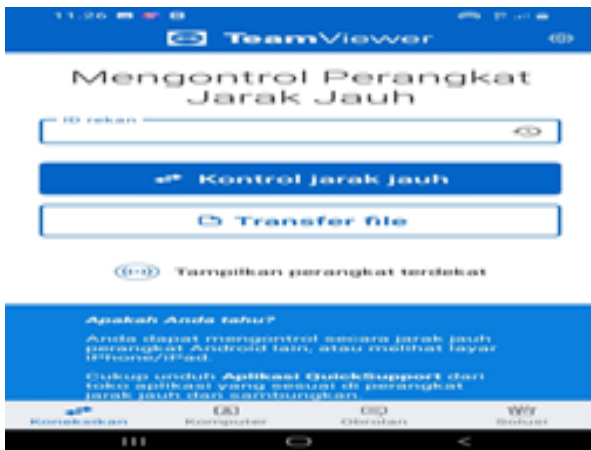 11.26
TeamViewer
Mengontrol Perangkat
Jarak Jauh
ID rekan
Kontrol jarak jauh
Transfer file
Tampilkan perangkat terdekat
Apakah Anda tahu?
Anda dapat mengontrol secara jarak jauh
perangkat Android lain, atau melihat layar
iPhone/iPad.
Cukup unduh Aplikasi QuickSupport dari
toko aplikasi yang sesuai di perangkat
jarak jauh dan sambungkan.
Koneksikan Komputer Obrolan Solusi